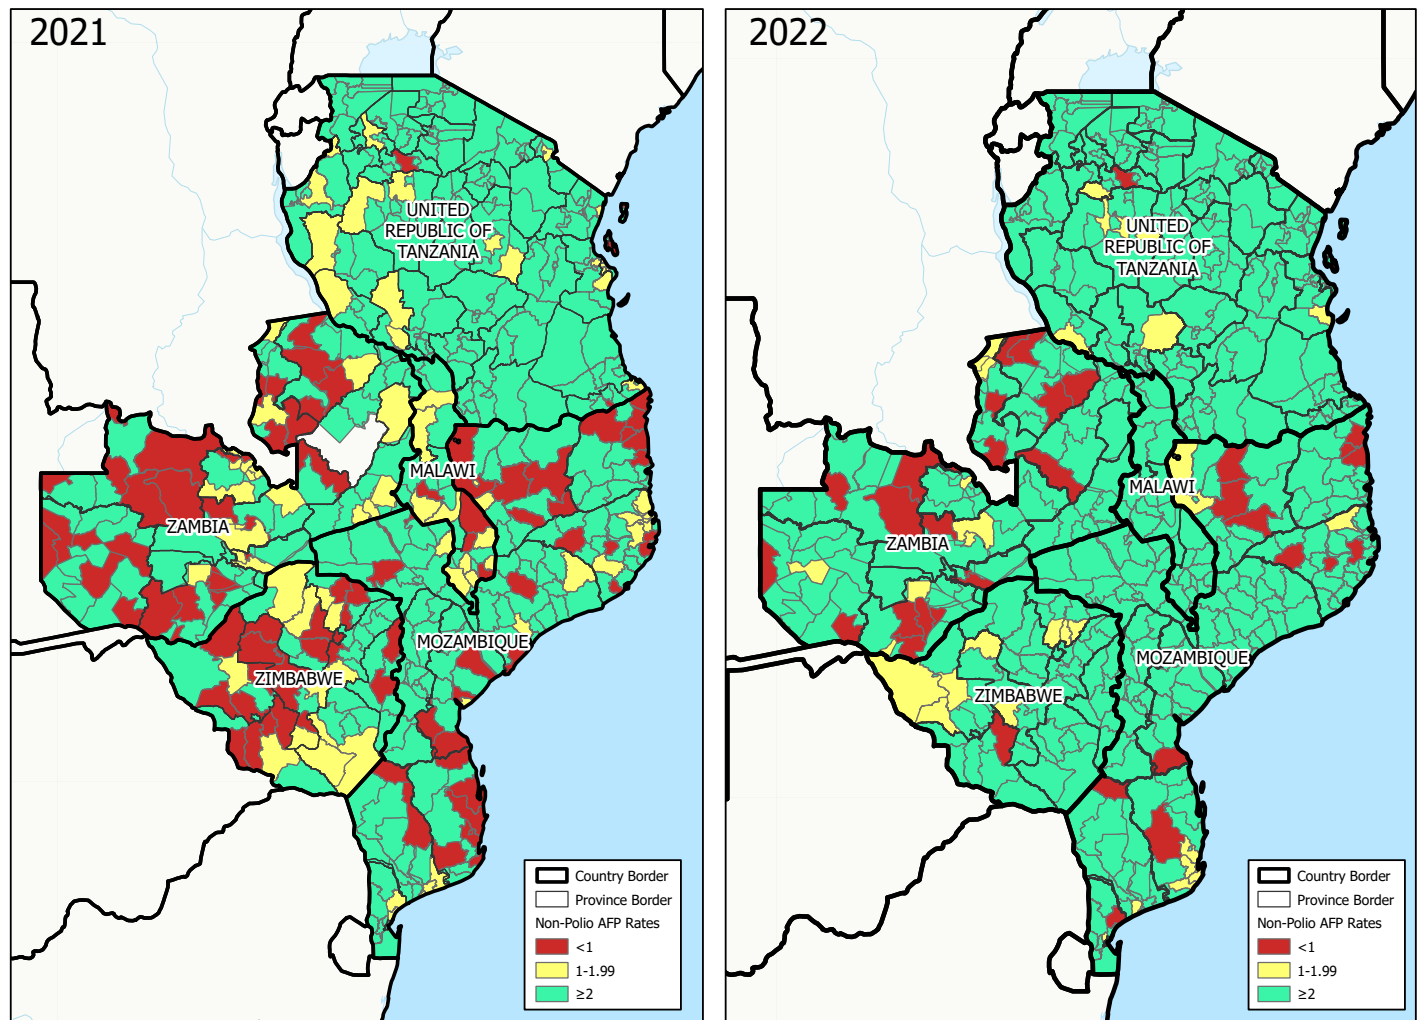 2021
UNITED
REPUBLIC OF
TANZANIA
MALAWI
ZAMBIA
MOZAMBIQUE
ZIMBABWE
Country Border
Province Border
Non-Polio AFP Rates
<1
1-1.99
≥2
2022
UNITED
REPUBLIC OF
TANZANIA
MALAWI
ZAMBIA
MOZAMBIQUE
ZIMBABWE
Country Border
Province Border
Non-Polio AFP Rates
<1
1-1.99
≥2